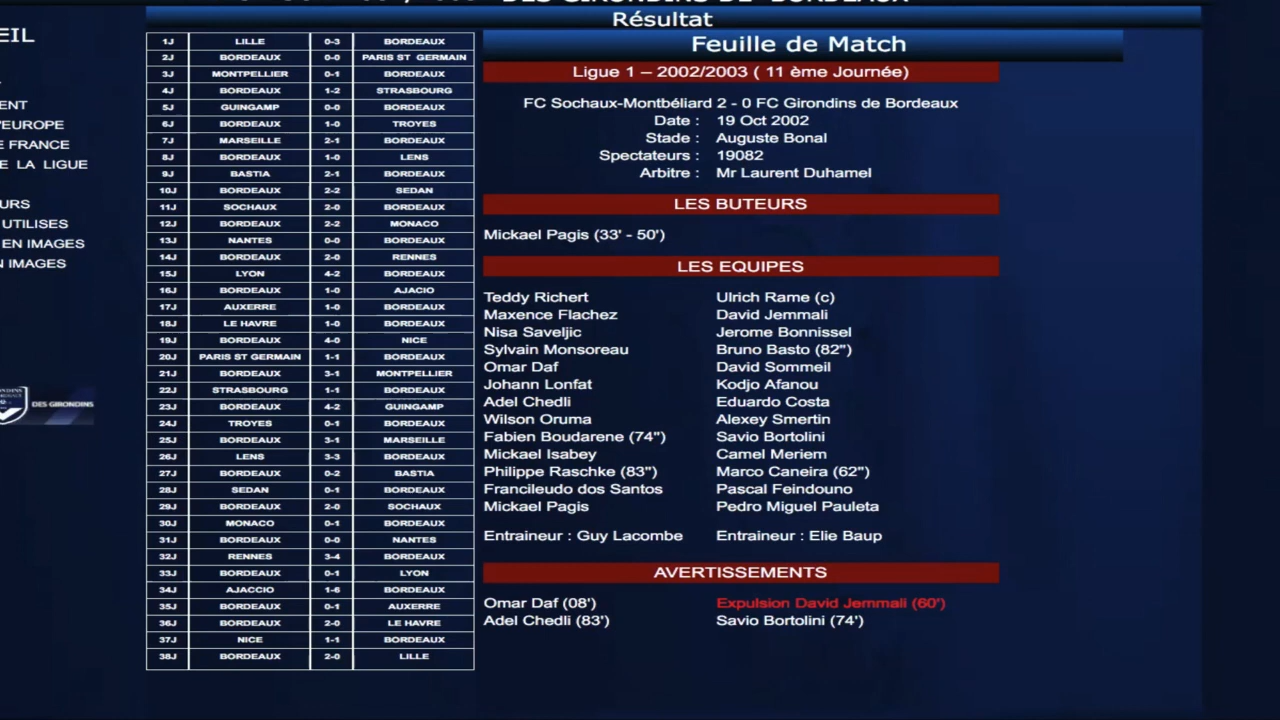 DES GIRONDINS DE BORDEAUX
Résultat
EIL
ENT
'EUROPE
FRANCE
LA LIGUE
URS
UTILISES
EN IMAGES
IMAGES
DES GIRONDINS
1J LILLE 0-3 BORDEAUX
2J BORDEAUX 0-0 PARIS ST GERMAIN
3J MONTPELLIER 0-1 BORDEAUX
4J BORDEAUX 1-2 STRASBOURG
5J GUINGAMP 0-0 BORDEAUX
6J BORDEAUX 1-0 TROYES
7J MARSEILLE 2-1 BORDEAUX
8J BORDEAUX 1-0 LENS
9J BASTIA 2-1 BORDEAUX
10J BORDEAUX 2-2 SEDAN
11J SOCHAUX 2-0 BORDEAUX
12J BORDEAUX 2-2 MONACO
13J NANTES 0-0 BORDEAUX
14J BORDEAUX 2-0 RENNES
15J LYON 4-2 BORDEAUX
16J BORDEAUX 1-0 AJACIO
17J AUXERRE 1-0 BORDEAUX
18J LE HAVRE 1-0 BORDEAUX
19J BORDEAUX 4-0 NICE
20J PARIS ST GERMAIN 1-1 BORDEAUX
21J BORDEAUX 3-1 MONTPELLIER
22J STRASBOURG 1-1 BORDEAUX
23J BORDEAUX 4-2 GUINGAMP
24J TROYES 0-1 BORDEAUX
25J BORDEAUX 3-1 MARSEILLE
26J LENS 3-3 BORDEAUX
27J BORDEAUX 0-2 BASTIA
28J SEDAN 0-1 BORDEAUX
29J BORDEAUX 2-0 SOCHAUX
30J MONACO 0-1 BORDEAUX
31J BORDEAUX 0-0 NANTES
32J RENNES 3-4 BORDEAUX
33J BORDEAUX 0-1 LYON
34J AJACCIO 1-6 BORDEAUX
35J BORDEAUX 0-1 AUXERRE
36J BORDEAUX 2-0 LE HAVRE
37J NICE 1-1 BORDEAUX
38J BORDEAUX 2-0 LILLE
Feuille de Match
Ligue 1 – 2002/2003 ( 11 ème Journée)
FC Sochaux-Montbéliard 2 - 0 FC Girondins de Bordeaux
Date : 19 Oct 2002
Stade : Auguste Bonal
Spectateurs : 19082
Arbitre : Mr Laurent Duhamel
LES BUTEURS
Mickael Pagis (33' - 50')
LES EQUIPES
Teddy Richert Ulrich Rame (c)
Maxence Flachez David Jemmali
Nisa Saveljic Jerome Bonnissel
Sylvain Monsoreau Bruno Basto (82")
Omar Daf David Sommeil
Johann Lonfat Kodjo Afanou
Adel Chedli Eduardo Costa
Wilson Oruma Alexey Smertin
Fabien Boudarene (74") Savio Bortolini
Mickael Isabey Camel Meriem
Philippe Raschke (83") Marco Caneira (62")
Francileudo dos Santos Pascal Feindouno
Mickael Pagis Pedro Miguel Pauleta
Entraineur : Guy Lacombe Entraineur : Elie Baup
AVERTISSEMENTS
Omar Daf (08') Expulsion David Jemmali (60')
Adel Chedli (83') Savio Bortolini (74')